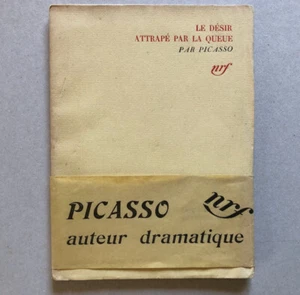 LE DÉSIR
ATTRAPÉ PAR LA QUEUE
PAR PICASSO
nrf
PICASSO nrf
auteur dramatique